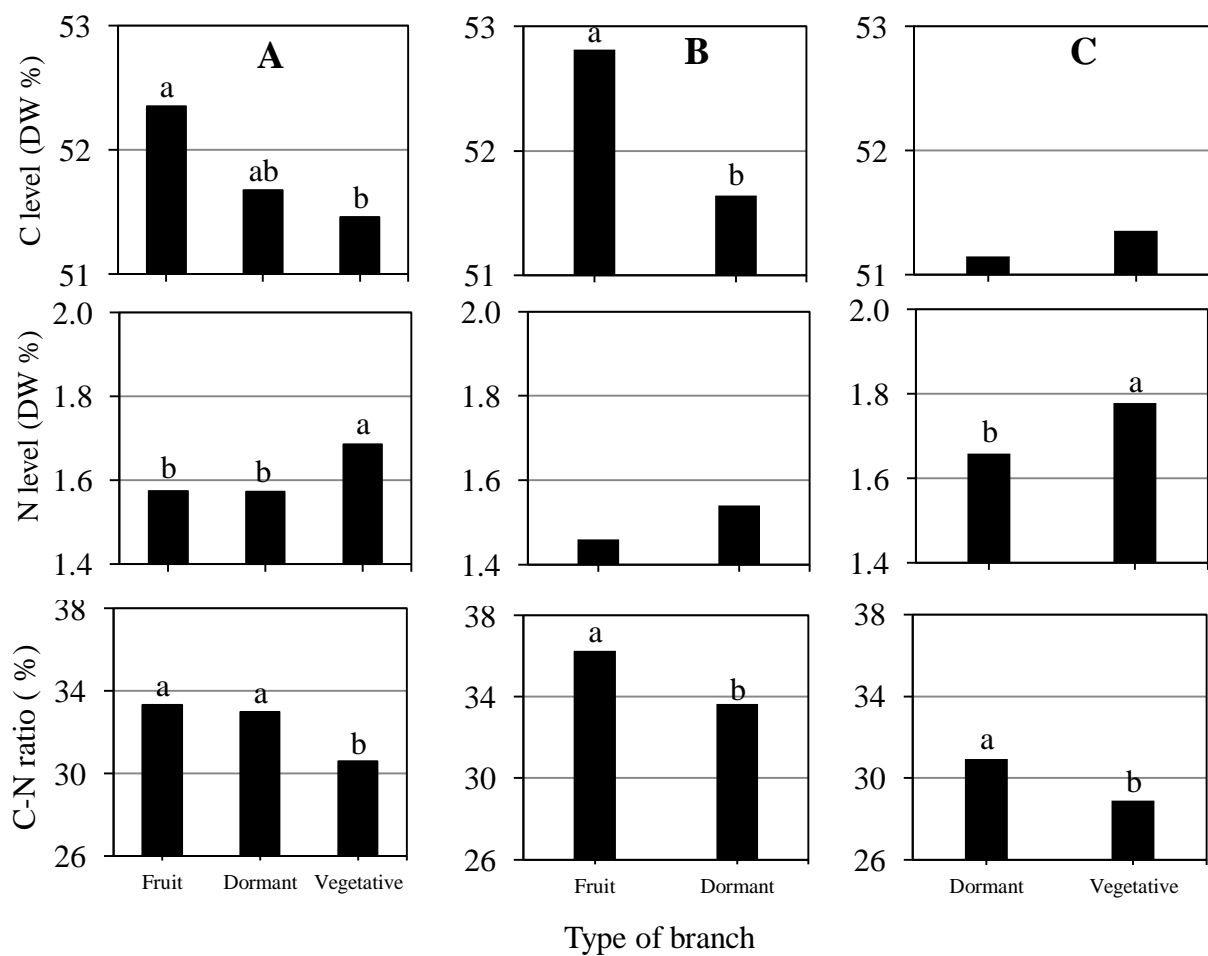 C level (DW %)
53
52
51
A
a
ab
b
53
52
51
B
a
b
53
52
51
C
N level (DW %)
2.0
1.8
1.6
1.4
b
b
a
2.0
1.8
1.6
1.4
2.0
1.8
1.6
1.4
b
a
C-N ratio ( %)
38
34
30
26
a
a
b
Fruit Dormant Vegetative
38
34
30
26
a
b
Fruit Dormant
38
34
30
26
a
b
Dormant Vegetative
Type of branch